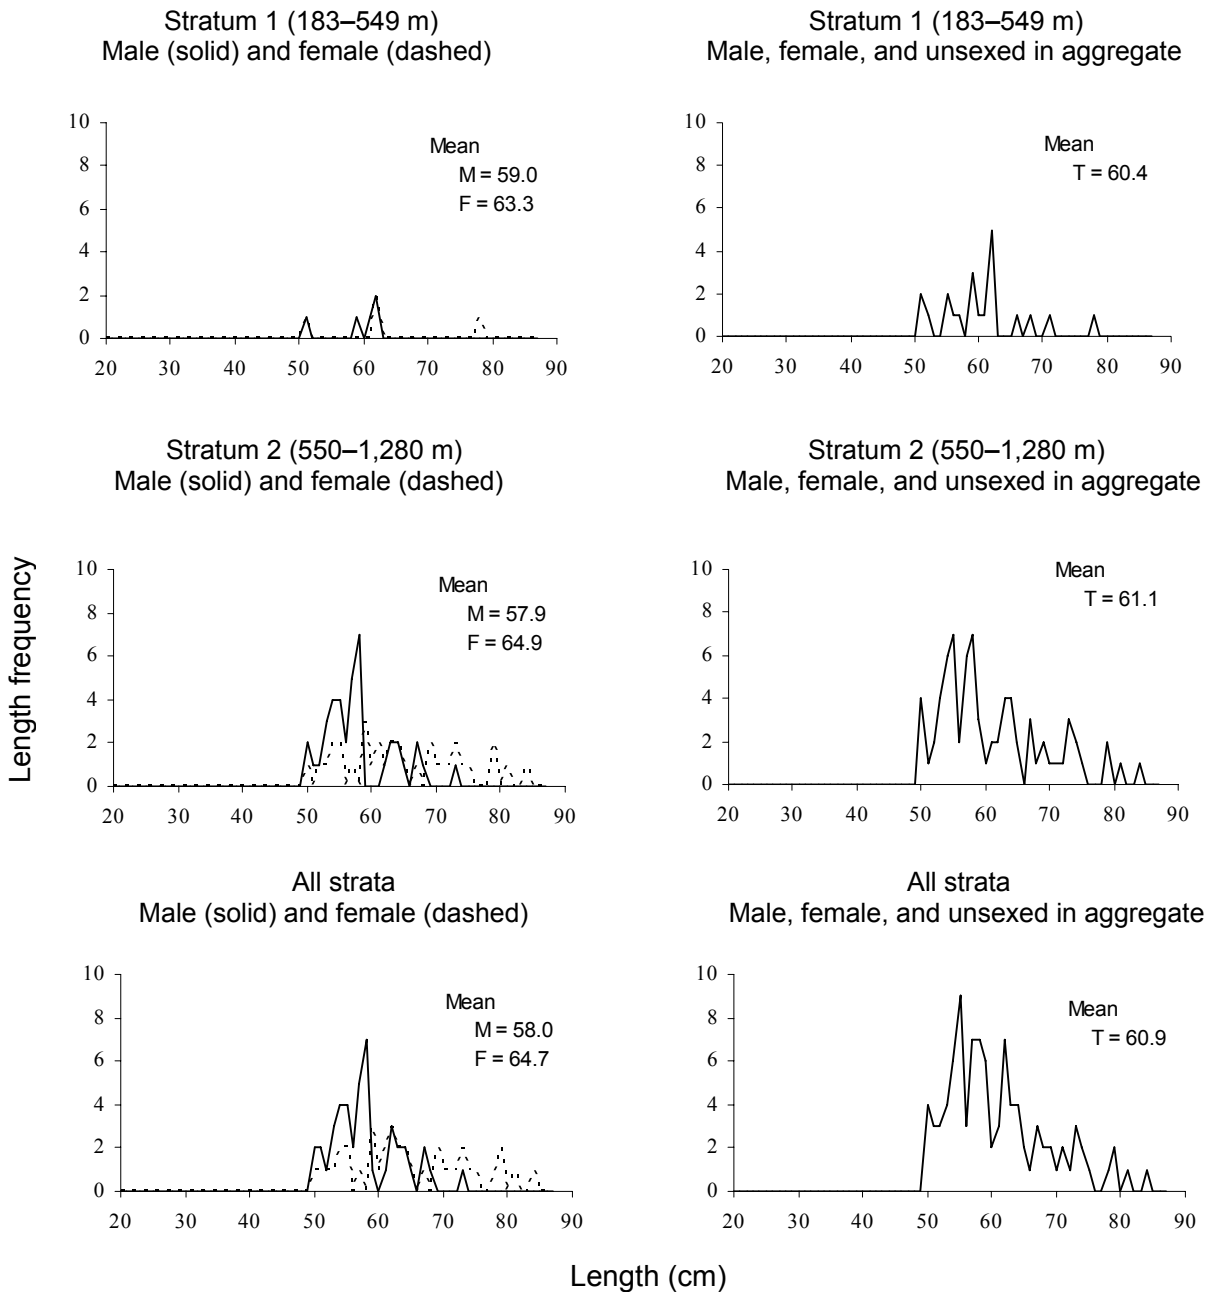 Stratum 1 (183–549 m)
Male (solid) and female (dashed)
10
8
6
4
2
0
20 30 40 50 60 70 80 90
Mean
M = 59.0
F = 63.3
Stratum 1 (183–549 m)
Male, female, and unsexed in aggregate
10
8
6
4
2
0
20 30 40 50 60 70 80 90
Mean
T = 60.4
Stratum 2 (550–1,280 m)
Male (solid) and female (dashed)
10
8
6
4
2
0
20 30 40 50 60 70 80 90
Mean
M = 57.9
F = 64.9
Stratum 2 (550–1,280 m)
Male, female, and unsexed in aggregate
10
8
6
4
2
0
20 30 40 50 60 70 80 90
Mean
T = 61.1
Length frequency
All strata
Male (solid) and female (dashed)
10
8
6
4
2
0
20 30 40 50 60 70 80 90
Mean
M = 58.0
F = 64.7
All strata
Male, female, and unsexed in aggregate
10
8
6
4
2
0
20 30 40 50 60 70 80 90
Mean
T = 60.9
Length (cm)